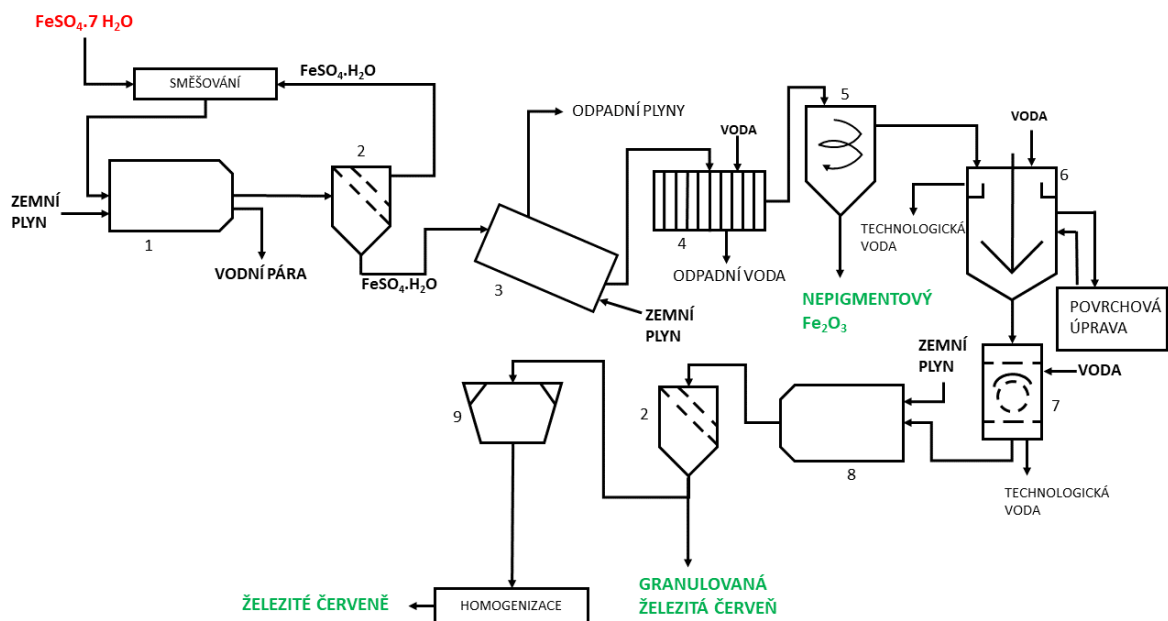 FeSO₄.7 H₂O
SMĚŠOVÁNÍ
FeSO₄.H₂O
ZEMNÍ
PLYN
1
VODNÍ PÁRA
2
FeSO₄.H₂O
ODPADNÍ PLYNY
3
ZEMNÍ
PLYN
VODA
4
ODPADNÍ VODA
5
NEPIGMENTOVÝ
Fe₂O₃
VODA
6
TECHNOLOGICKÁ
VODA
POVRCHOVÁ
ÚPRAVA
VODA
7
TECHNOLOGICKÁ
VODA
ZEMNÍ
PLYN
8
2
9
GRANULOVANÁ
ŽELEZITÁ ČERVEŇ
HOMOGENIZACE
ŽELEZITÉ ČERVENĚ